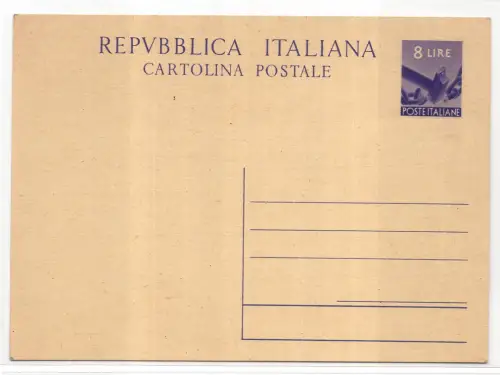 REPVBBLICA ITALIANA
CARTOLINA POSTALE
8 LIRE
POSTE ITALIANE